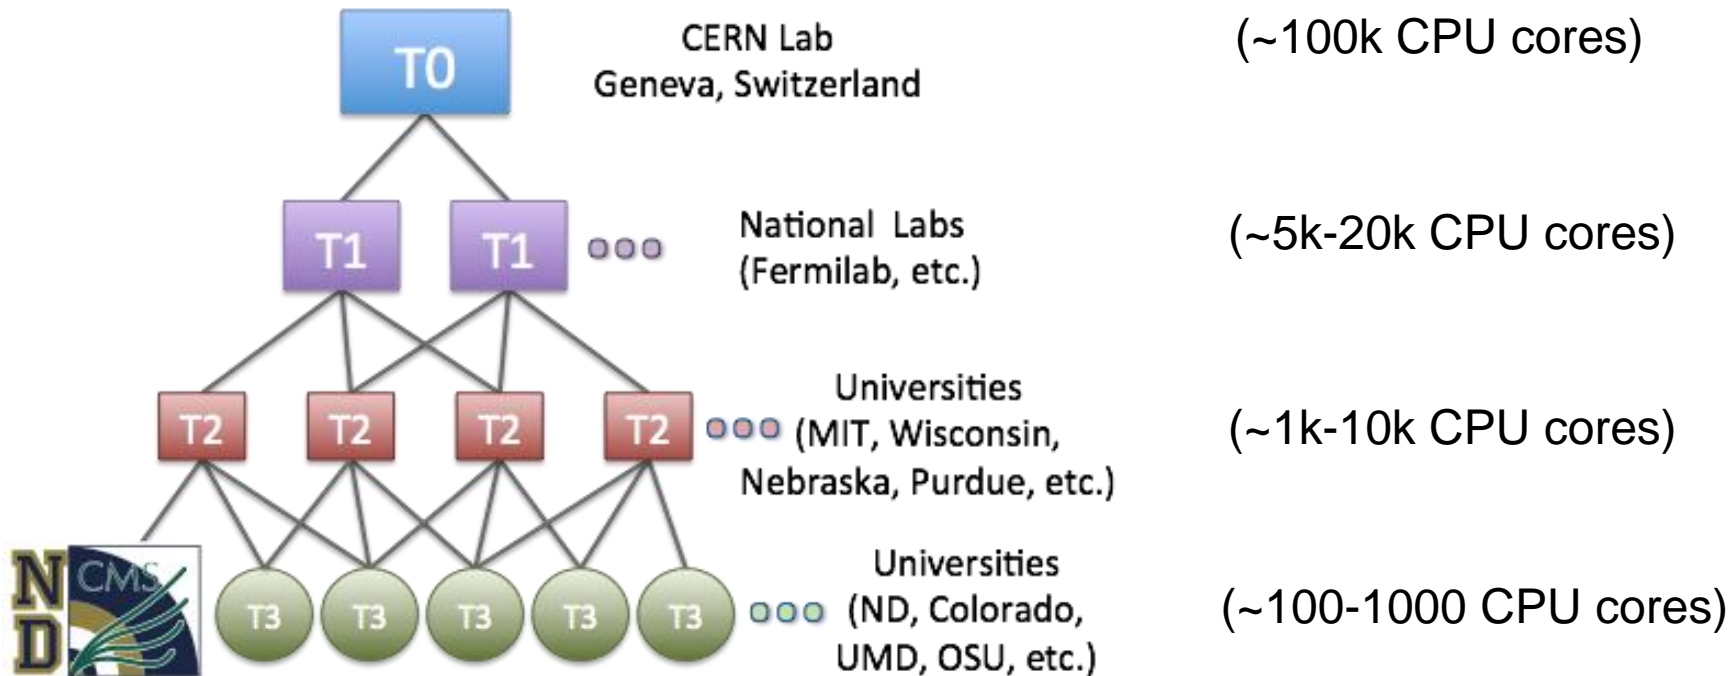 T0
CERN Lab
Geneva, Switzerland
(~100k CPU cores)
T1
T1
National Labs
(Fermilab, etc.)
(~5k-20k CPU cores)
T2
T2
T2
T2
Universities
(MIT, Wisconsin,
Nebraska, Purdue, etc.)
(~1k-10k CPU cores)
ND
CMS
T3
T3
T3
T3
T3
Universities
(ND, Colorado,
UMD, OSU, etc.)
(~100-1000 CPU cores)